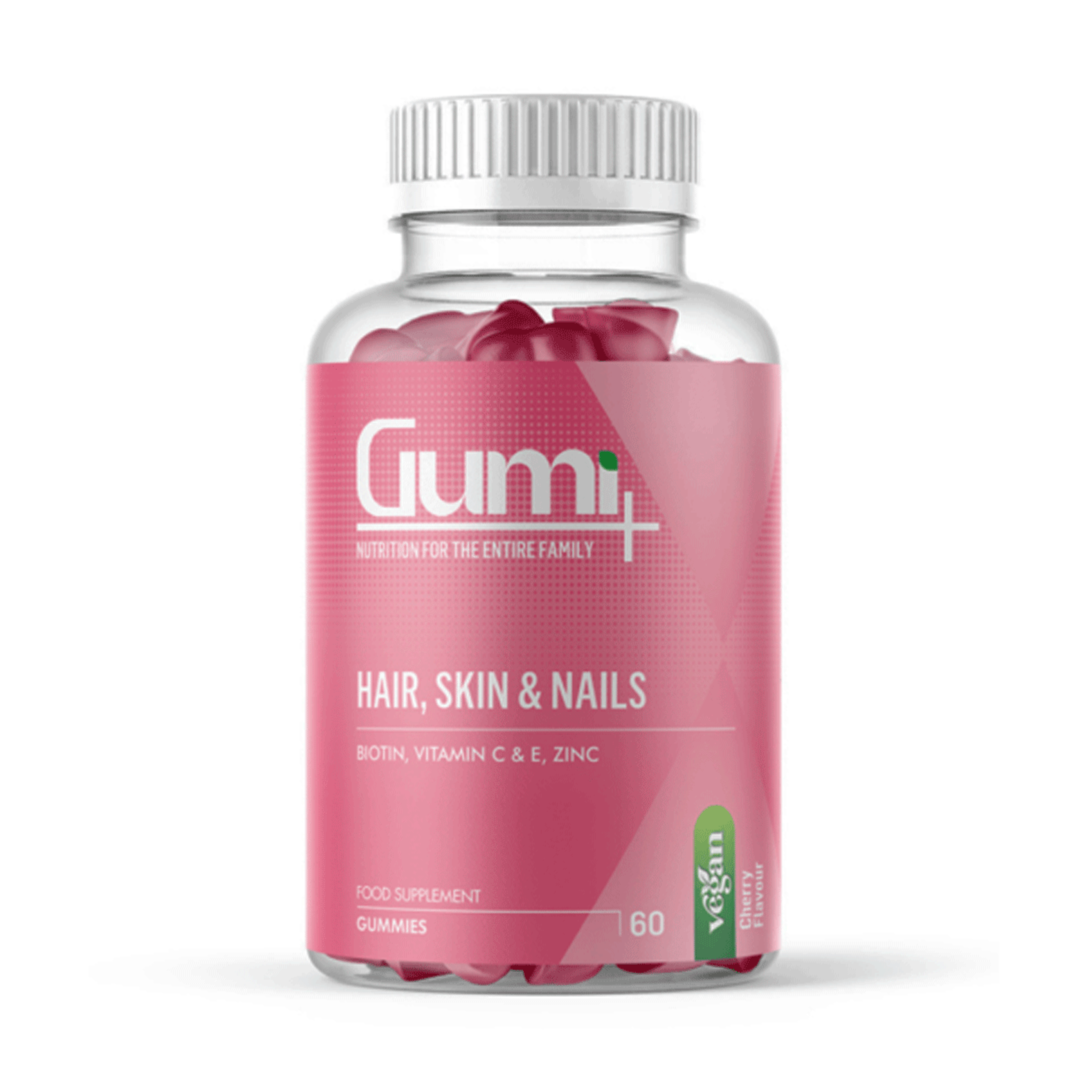 Gumi+
NUTRITION FOR THE ENTIRE FAMILY
HAIR, SKIN & NAILS
BIOTIN, VITAMIN C & E, ZINC
FOOD SUPPLEMENT
GUMMIES
60
vegan
Cherry
Flavour